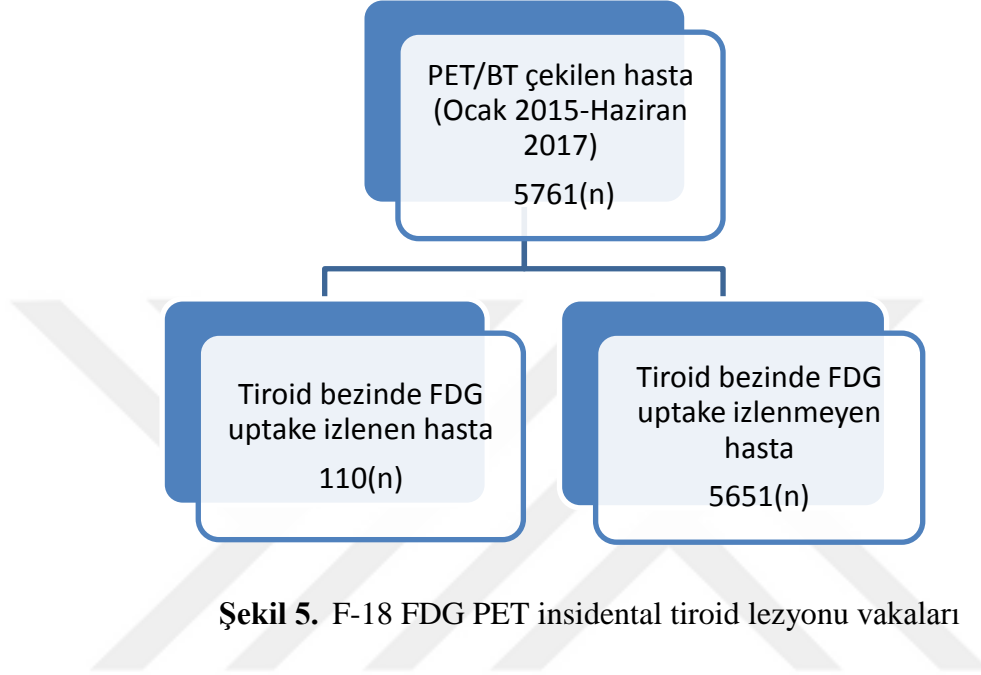 PET/BT çekilen hasta
(Ocak 2015-Haziran
2017)
5761(n)
Tiroid bezinde FDG
uptake izlenen hasta
110(n)
Tiroid bezinde FDG
uptake izlenmeyen
hasta
5651(n)
Şekil 5. F-18 FDG PET insidental tiroid lezyonu vakaları